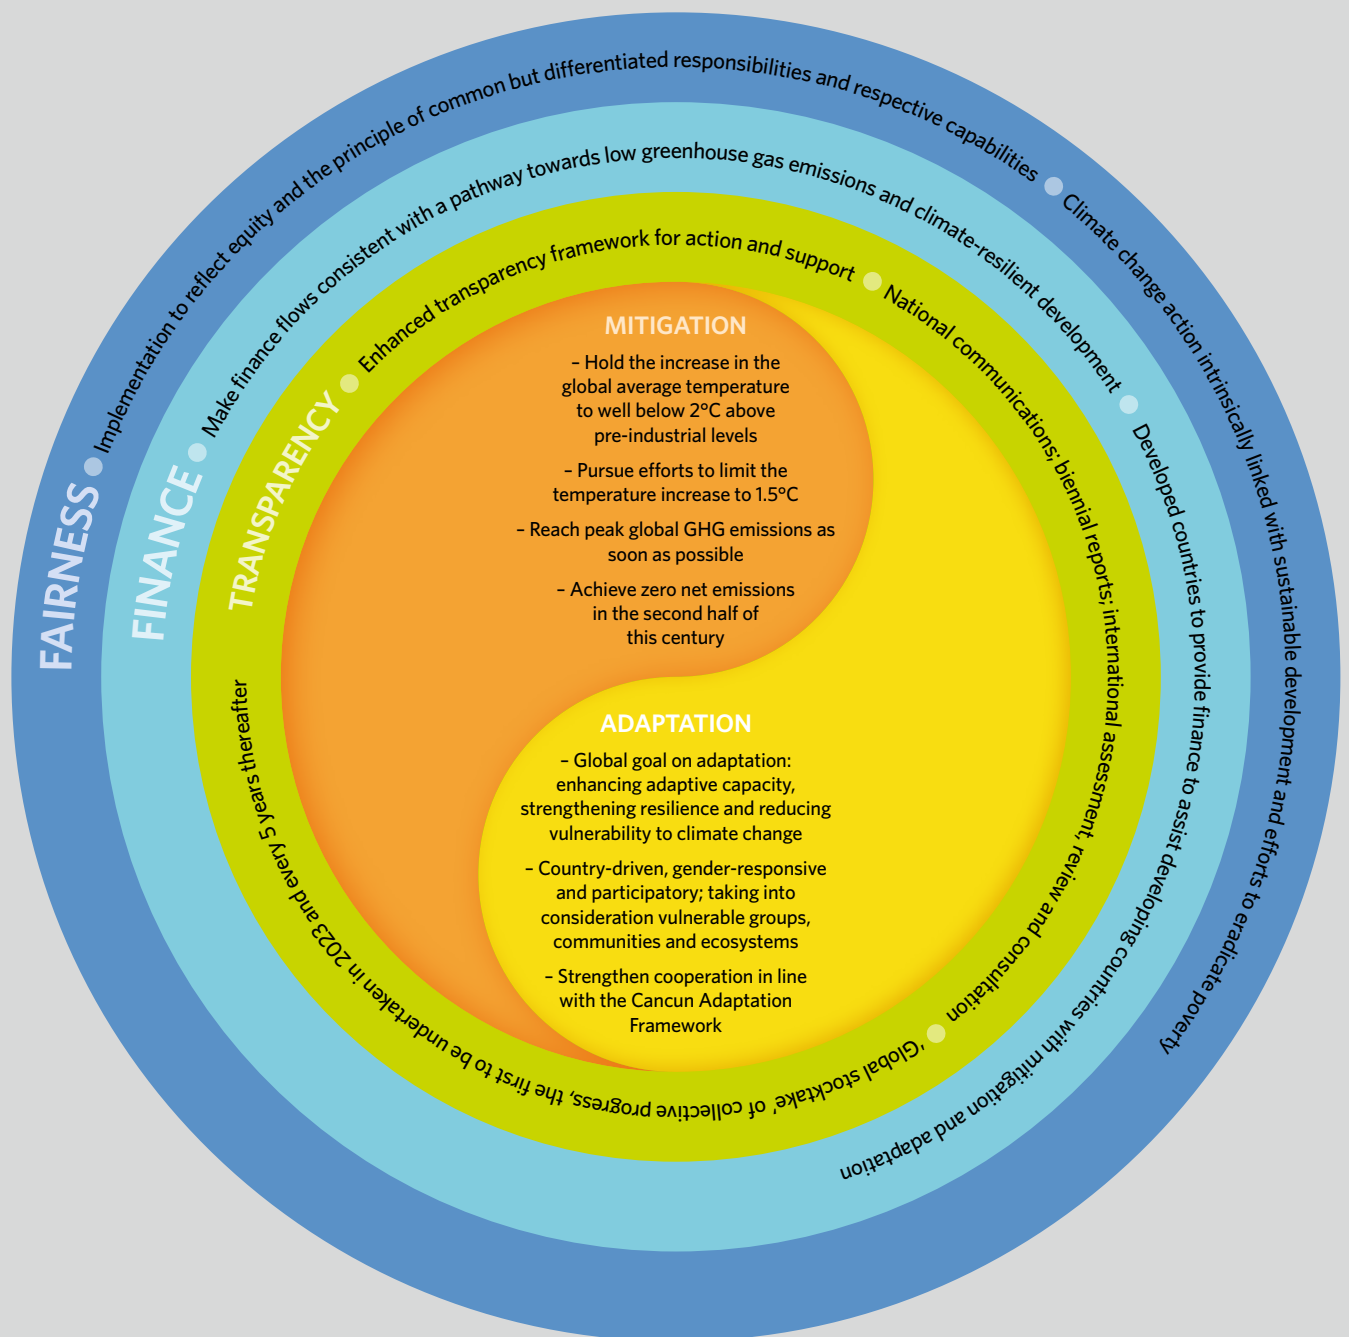 FAIRNESS • Implementation to reflect equity and the principle of common but differentiated responsibilities and respective capabilities • Climate change action intrinsically linked with sustainable development and efforts to eradicate poverty
FINANCE • Make finance flows consistent with a pathway towards low greenhouse gas emissions and climate-resilient development • Developed countries to provide finance to assist developing countries with mitigation and adaptation
TRANSPARENCY • Enhanced transparency framework for action and support • National communications; biennial reports; international assessment, review and consultation • ‘Global stocktake’ of collective progress, the first to be undertaken in 2023 and every 5 years thereafter
MITIGATION
– Hold the increase in the
global average temperature
to well below 2°C above
pre-industrial levels
– Pursue efforts to limit the
temperature increase to 1.5°C
– Reach peak global GHG emissions as
soon as possible
– Achieve zero net emissions
in the second half of
this century
ADAPTATION
– Global goal on adaptation:
enhancing adaptive capacity,
strengthening resilience and reducing
vulnerability to climate change
– Country-driven, gender-responsive
and participatory; taking into
consideration vulnerable groups,
communities and ecosystems
– Strengthen cooperation in line
with the Cancun Adaptation
Framework